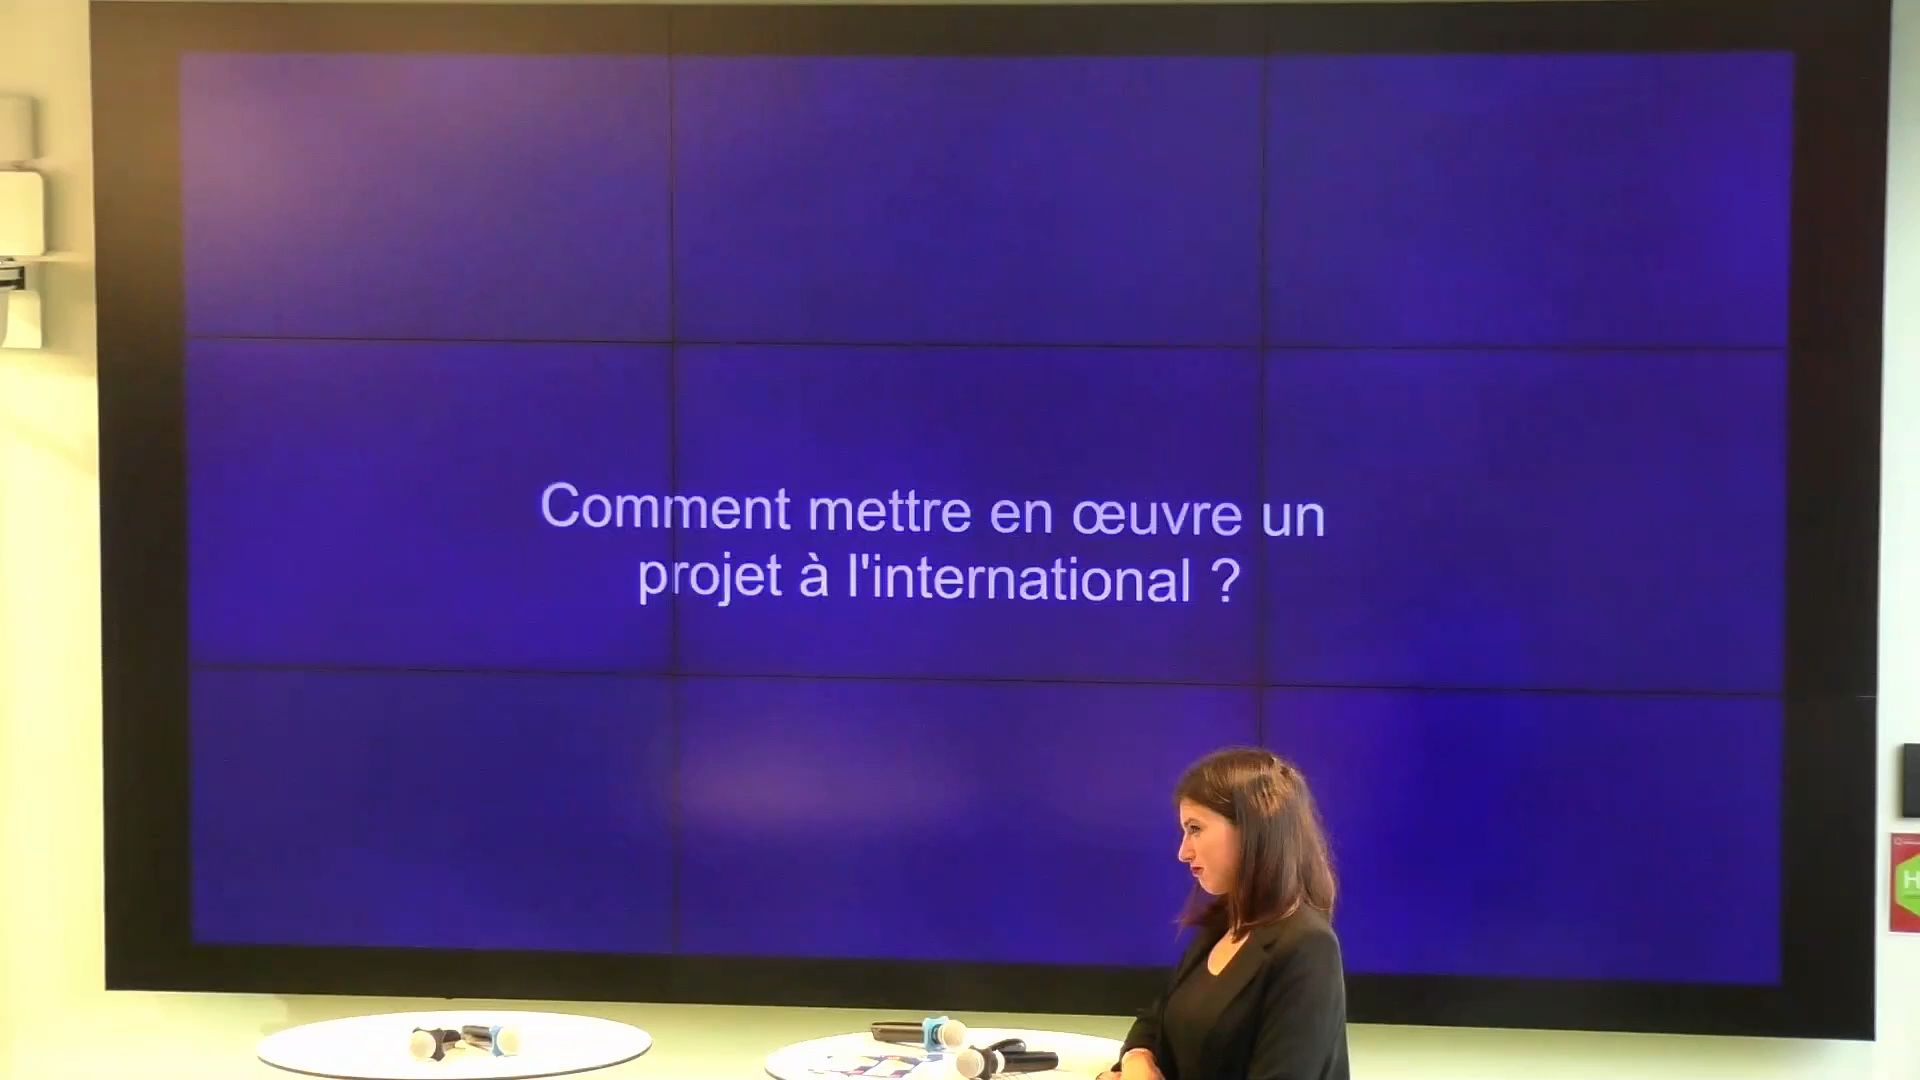 Comment mettre en œuvre un
projet à l'international ?
H